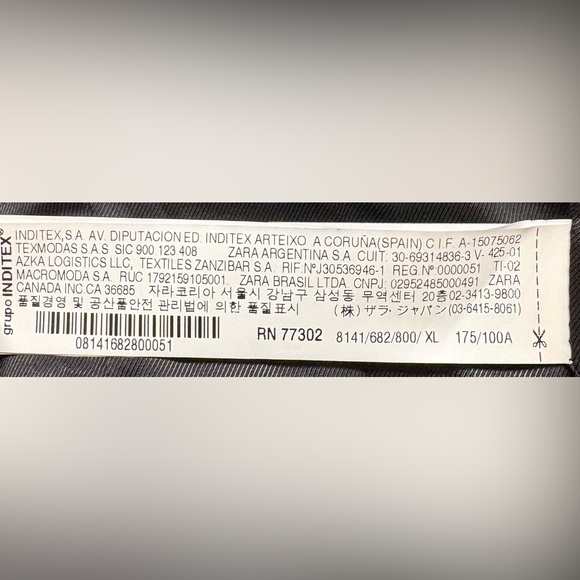 grupo INDITEX®
INDITEX,S.A. AV. DIPUTACION ED. INDITEX ARTEIXO A CORUÑA(SPAIN) C.I.F. A-15075062
TEXMODAS S.A.S SIC 900 123 408 ZARA ARGENTINA S.A. CUIT: 30-69314836-3 V- 425-01
AZKA LOGISTICS LLC, TEXTILES ZANZIBAR S.A. RIF.NºJ30536946-1 REG Nº:0000051 TI-02
MACROMODA S.A. RUC 1792159105001. ZARA BRASIL LTDA. CNPJ: 02952485000491 ZARA
CANADA INC.CA 36685 자라코리아 서울시 강남구 삼성동 무역센터 20층02-3413-9800
품질경영 및 공산품안전 관리법에 의한 품질표시 (株) ザラ・ジャパン (03-6415-8061)
08141682800051 RN 77302 8141/682/800/ XL 175/100A